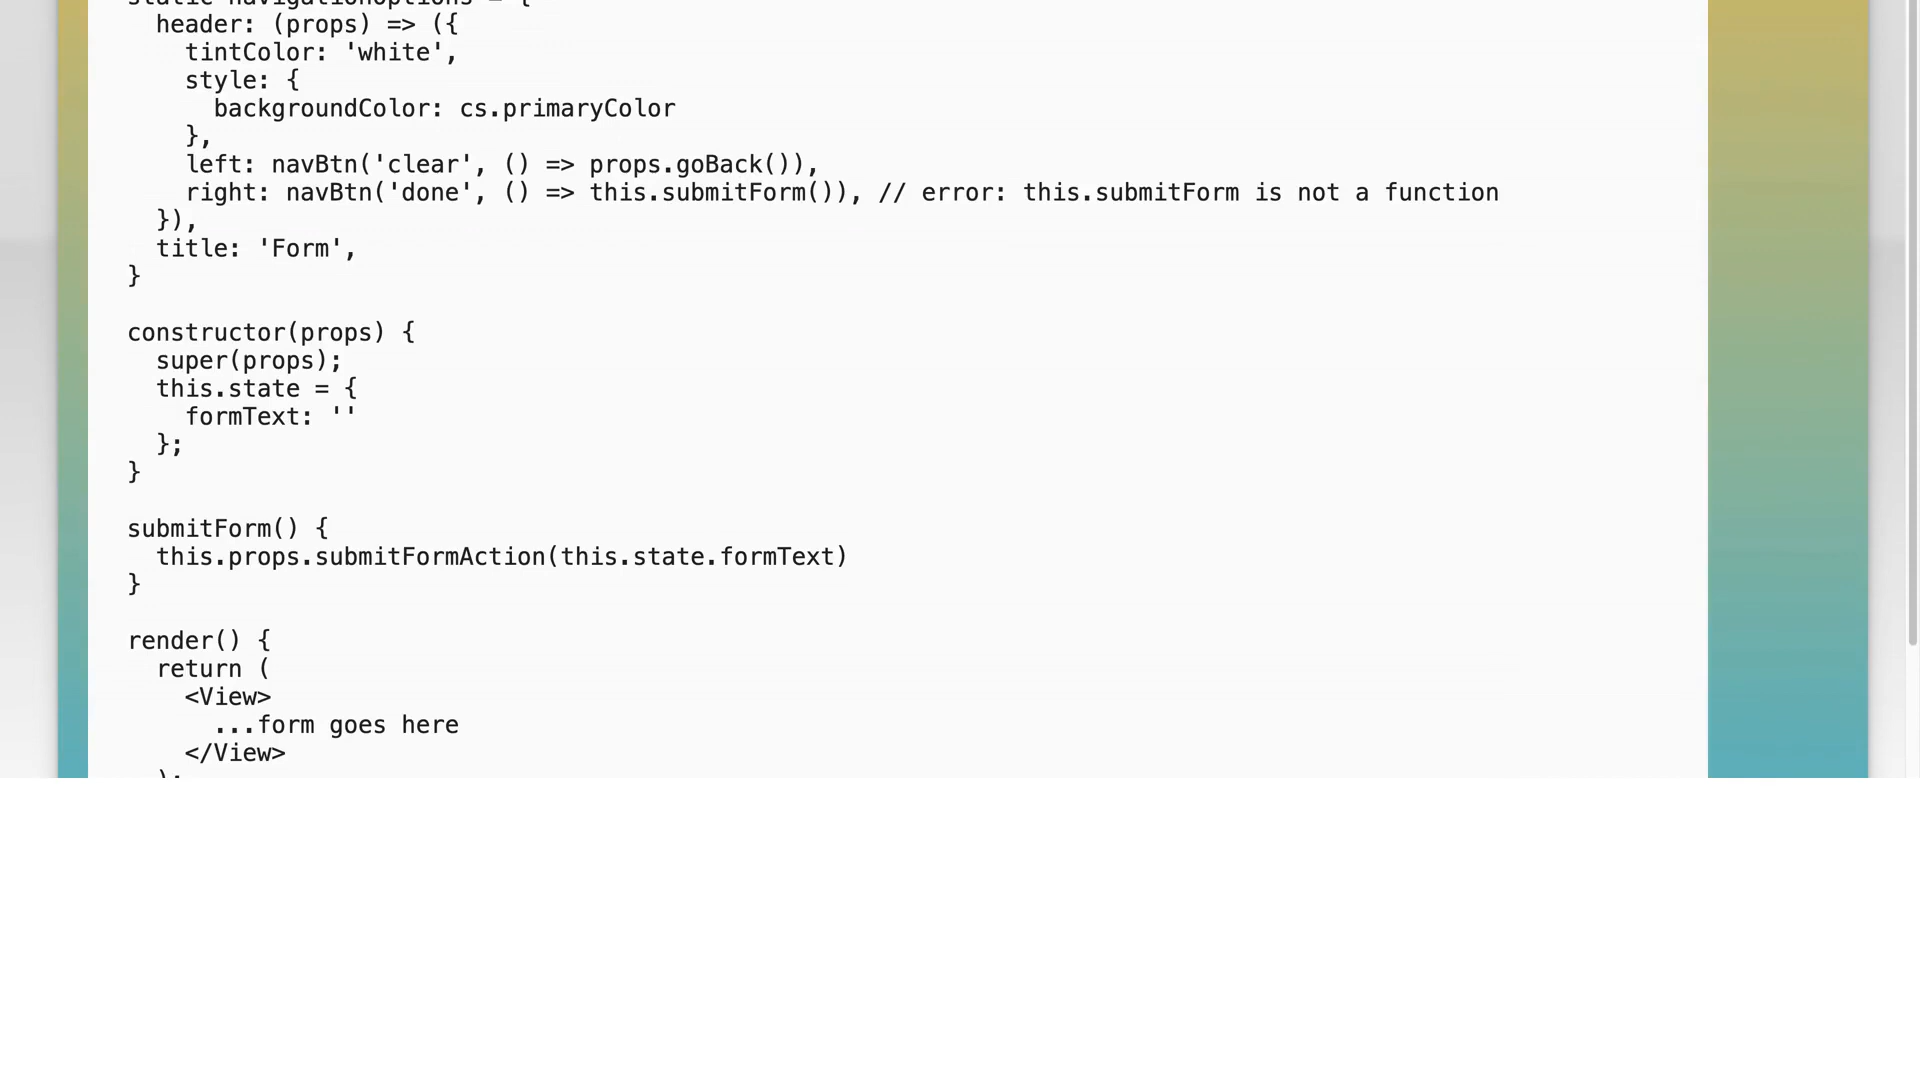 static navigationOptions = {
header: (props) => ({
tintColor: 'white',
style: {
backgroundColor: cs.primaryColor
},
left: navBtn('clear', () => props.goBack()),
right: navBtn('done', () => this.submitForm()), // error: this.submitForm is not a function
}),
title: 'Form',
}
constructor(props) {
super(props);
this.state = {
formText: ''
};
}
submitForm() {
this.props.submitFormAction(this.state.formText)
}
render() {
return (
<View>
...form goes here
</View>
);